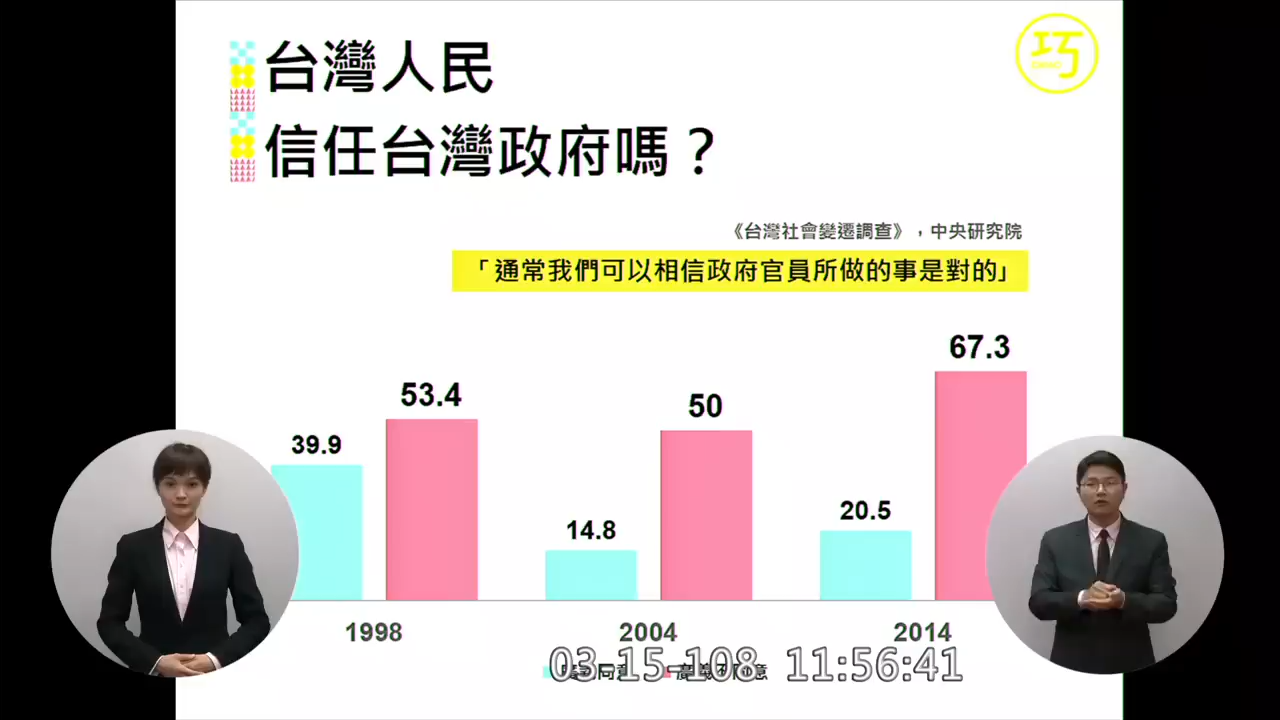 台灣人民
信任台灣政府嗎？
巧
《台灣社會變遷調查》，中央研究院
「通常我們可以相信政府官員所做的事是對的」
39.9
53.4
14.8
50
20.5
67.3
1998
2004
2014
03-15-108 11:56:41